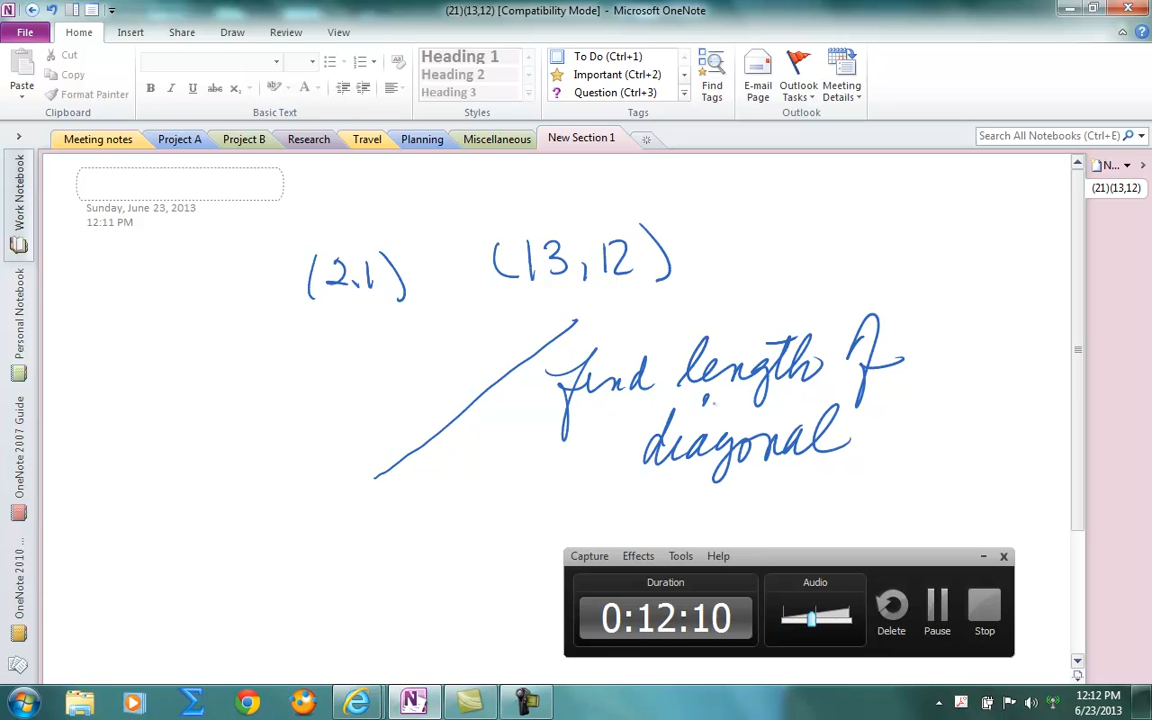 (21)(13,12) [Compatibility Mode] - Microsoft OneNote
File Home Insert Share Draw Review View
Paste
Cut
Copy
Format Painter
Clipboard
B I U abc X₂ ab A
Basic Text
Heading 1
Heading 2
Heading 3
Styles
To Do (Ctrl+1)
Important (Ctrl+2)
Question (Ctrl+3)
Find Tags
Tags
E-mail Page
Outlook Tasks
Meeting Details
Outlook
Meeting notes Project A Project B Research Travel Planning Miscellaneous New Section 1
Search All Notebooks (Ctrl+E)
N...
(21)(13,12)
Work Notebook
Personal Notebook
OneNote 2007 Guide
OneNote 2010 ...
Sunday, June 23, 2013
12:11 PM
(2,1) (13,12)
find length of
diagonal
Capture Effects Tools Help
Duration
0:12:10
Audio
Delete
Pause
Stop
12:12 PM
6/23/2013